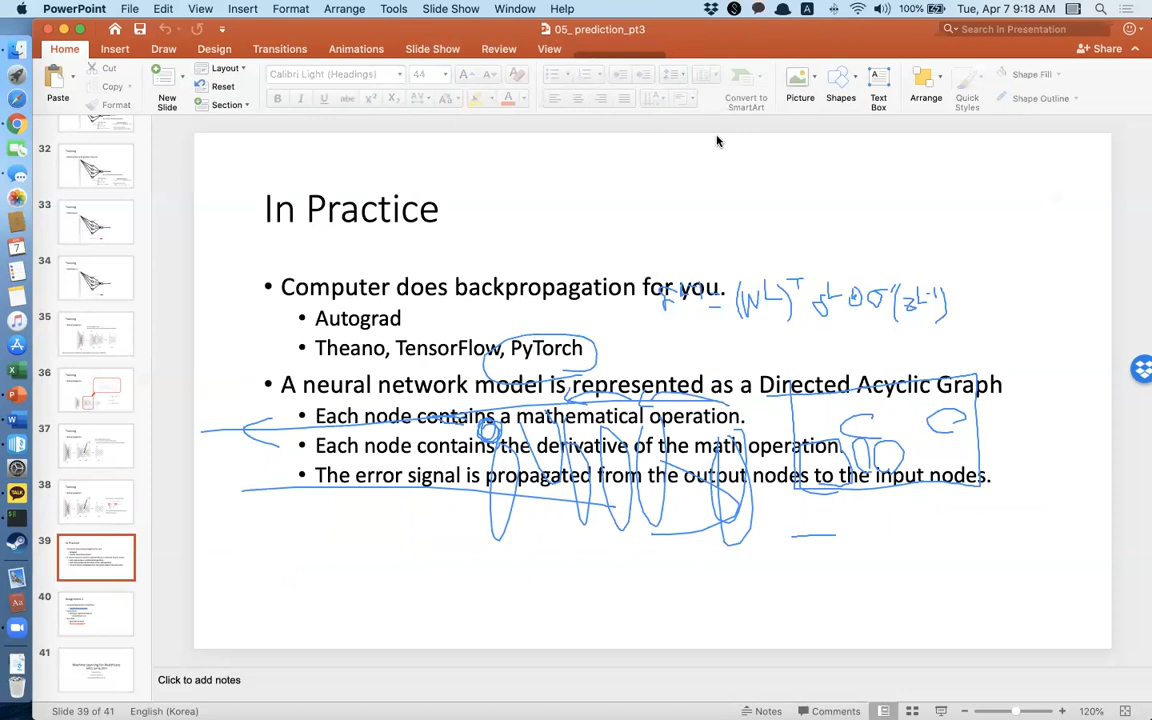 PowerPoint File Edit View Insert Format Arrange Tools Slide Show Window Help 100% Tue, Apr 7 9:18 AM
05_ prediction_pt3
Search in Presentation
Home Insert Draw Design Transitions Animations Slide Show Review View
Share
Paste
Cut
Copy
Format
New Slide
Layout
Reset
Section
Calibri Light (Headings)
44
Convert to SmartArt
Picture
Shapes
Text Box
Arrange
Quick Styles
Shape Fill
Shape Outline
32
33
34
35
36
37
38
39
40
41
In Practice
• Computer does backpropagation for you.
• Autograd
• Theano, TensorFlow, PyTorch
• A neural network model is represented as a Directed Acyclic Graph
• Each node contains a mathematical operation.
• Each node contains the derivative of the math operation.
• The error signal is propagated from the output nodes to the input nodes.
Click to add notes
Slide 39 of 41
English (Korea)
Notes
Comments
120%